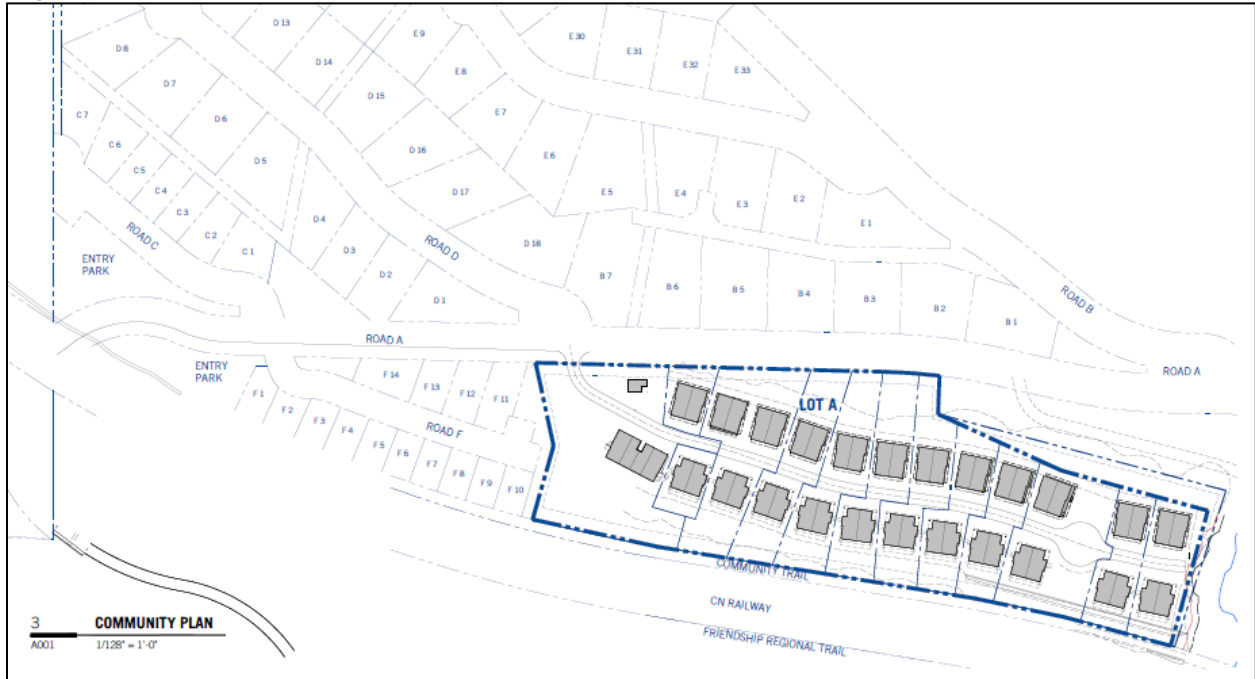 D 13
E 9
E 30
E 31
E 32
E 33
D 8
D 14
D 7
E 8
D 15
C 7
D 6
E 7
C 6
D 16
E 6
C 5
D 5
C 4
D 17
E 5
E 4
E 3
E 2
E 1
C 3
D 4
C 2
ROAD C
D 3
ROAD D
D 18
C 1
ENTRY
PARK
D 2
B 7
B 6
B 5
B 4
B 3
B 2
B 1
ROAD B
D 1
ROAD A
ROAD A
ENTRY
PARK
F 14
F 13
F 12
F 11
F 1
F 2
F 3
F 4
ROAD F
F 5
F 6
F 7
F 8
F 9
F 10
LOT A
COMMUNITY TRAIL
CN RAILWAY
FRIENDSHIP REGIONAL TRAIL
3
COMMUNITY PLAN
A001
1/128" = 1'-0"